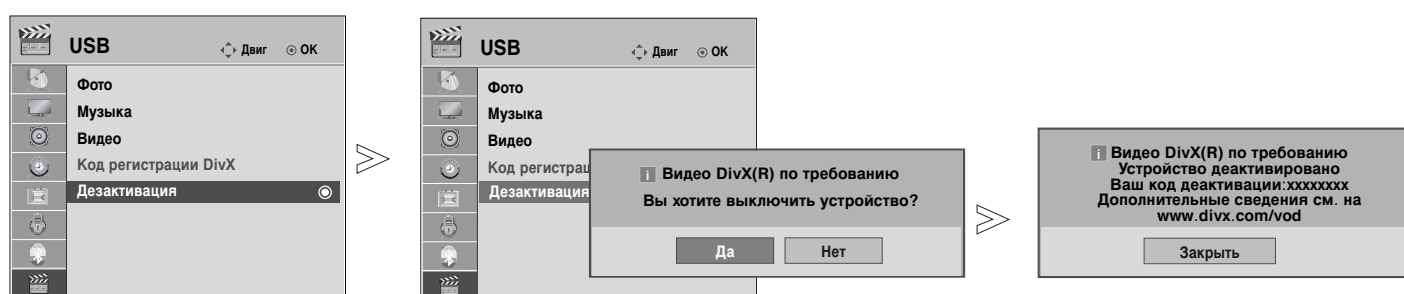 USB Двиг OK
Фото
Музыка
Видео
Код регистрации DivX
Дезактивация
USB Двиг OK
Фото
Музыка
Видео
Код регистрац
Дезактивация
i Видео DivX(R) по требованию
Вы хотите выключить устройство?
Да Нет
i Видео DivX(R) по требованию
Устройство деактивировано
Ваш код деактивации:xxxxxxxx
Дополнительные сведения см. на
www.divx.com/vod
Закрыть